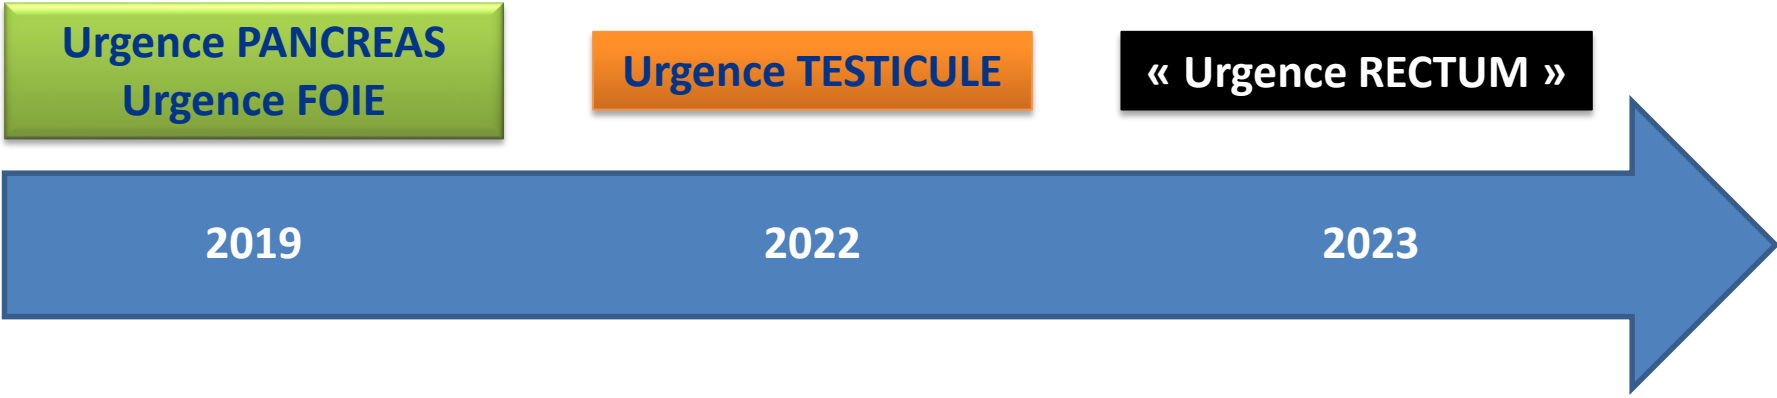 Urgence PANCREAS
Urgence FOIE
Urgence TESTICULE
« Urgence RECTUM »
2019
2022
2023